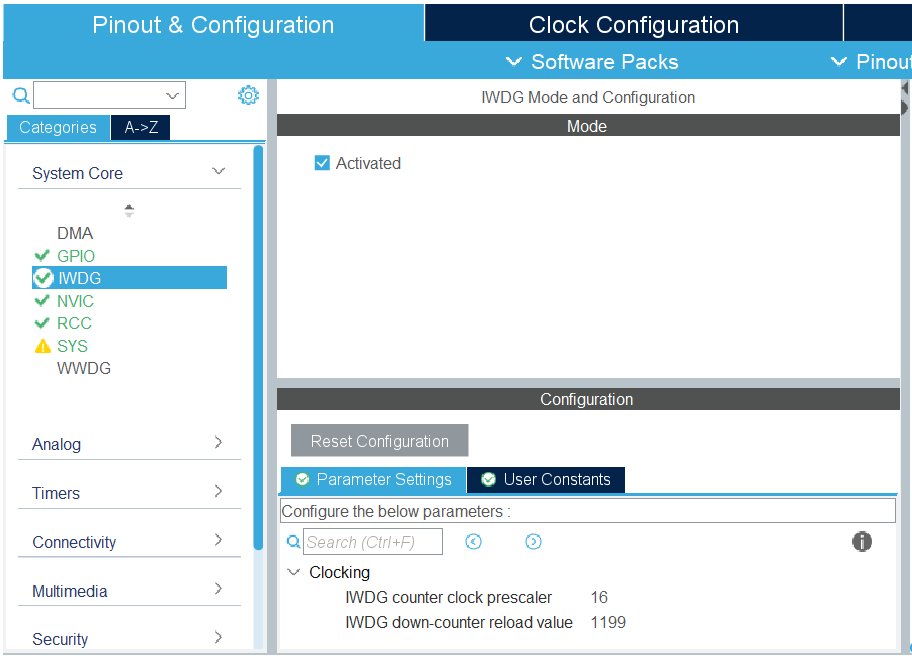 Pinout & Configuration
Clock Configuration
Software Packs
Pinout
Categories
A->Z
System Core
DMA
GPIO
IWDG
NVIC
RCC
SYS
WWDG
Analog
Timers
Connectivity
Multimedia
Security
IWDG Mode and Configuration
Mode
Activated
Configuration
Reset Configuration
Parameter Settings
User Constants
Configure the below parameters :
Search (Ctrl+F)
Clocking
IWDG counter clock prescaler 16
IWDG down-counter reload value 1199